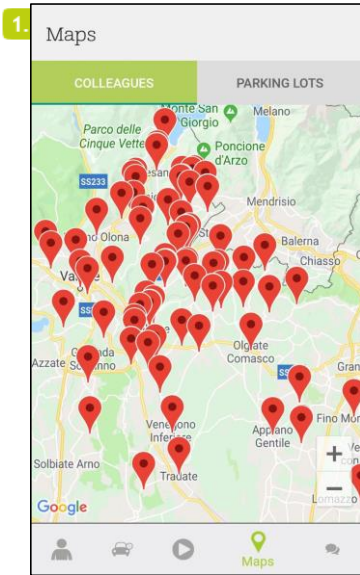 1.
Maps
COLLEAGUES
PARKING LOTS
Monte San
Giorgio
Melano
Parco delle
Cinque Vette
Poncione
d'Arzo
SS233
Mendrisio
Olona
Balerna
Chiasso
Olgiate
Comasco
Azzate
Gran
Fino Mor
Venegono
Inferiore
Appiano
Gentile
Solbiate Arno
Tradate
+
−
Lomazzo
Google
Maps